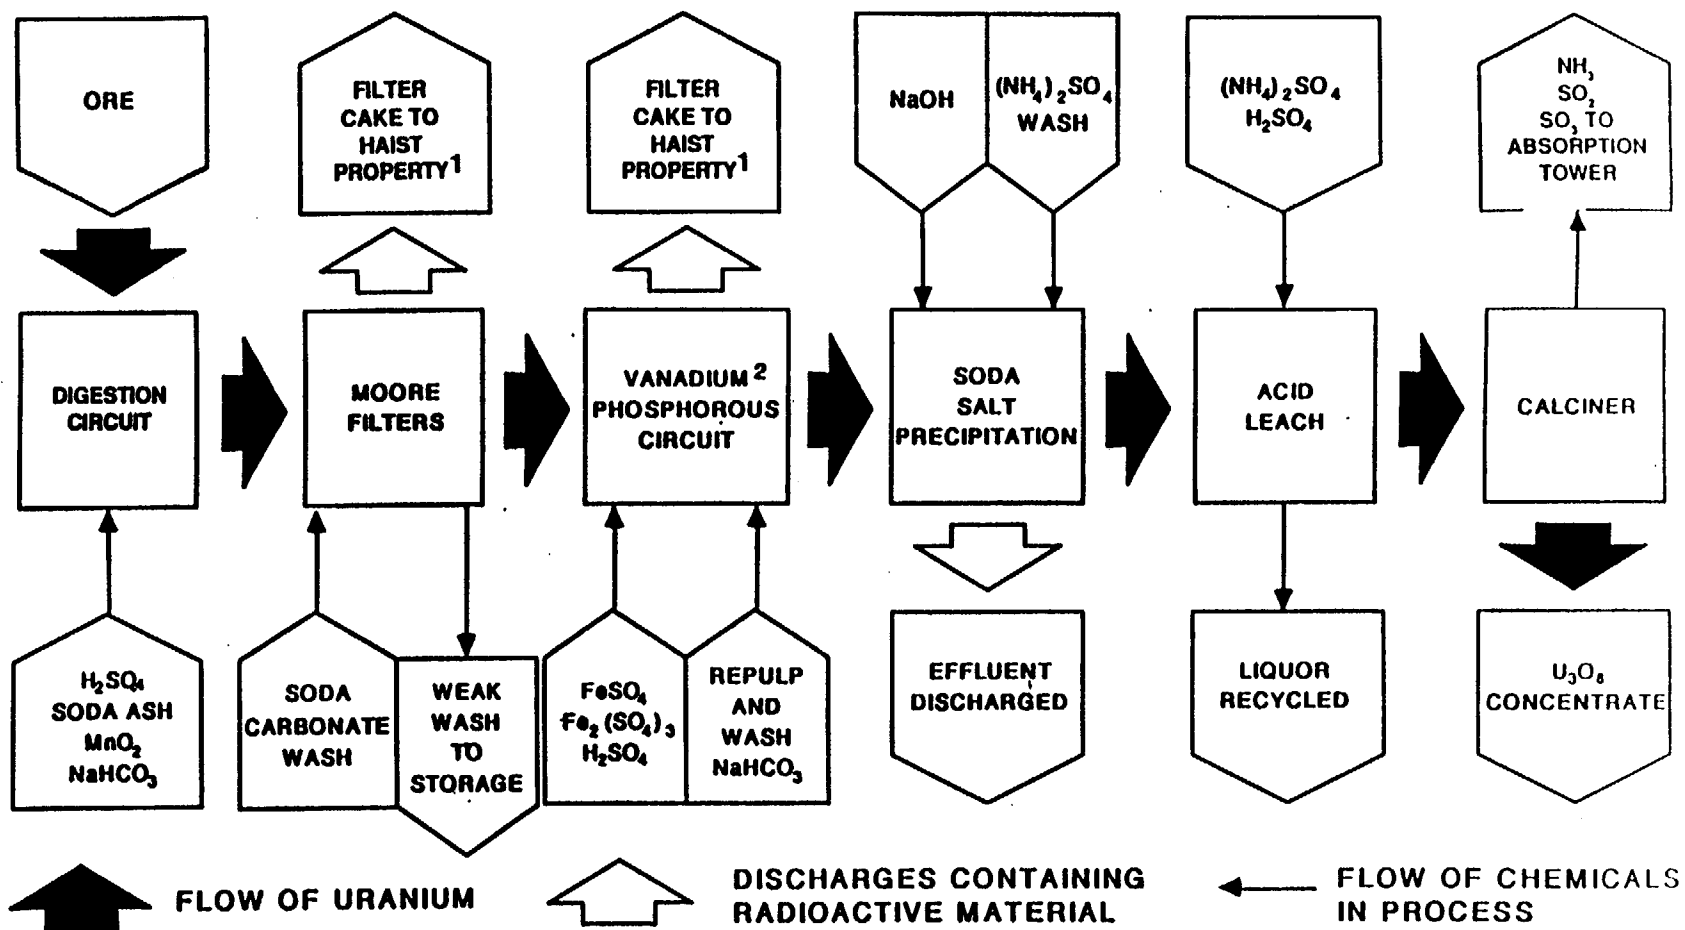 ORE
FILTER
CAKE TO
HAIST
PROPERTY1
FILTER
CAKE TO
HAIST
PROPERTY1
NaOH
(NH4)2SO4
WASH
(NH4)2SO4
H2SO4
NH3
SO2
SO3 TO
ABSORPTION
TOWER
DIGESTION
CIRCUIT
MOORE
FILTERS
VANADIUM2
PHOSPHOROUS
CIRCUIT
SODA
SALT
PRECIPITATION
ACID
LEACH
CALCINER
H2SO4
SODA ASH
MnO2
NaHCO3
SODA
CARBONATE
WASH
WEAK
WASH
TO
STORAGE
FeSO4
Fe2(SO4)3
H2SO4
REPULP
AND
WASH
NaHCO3
EFFLUENT
DISCHARGED
LIQUOR
RECYCLED
U3O8
CONCENTRATE
FLOW OF URANIUM
DISCHARGES CONTAINING
RADIOACTIVE MATERIAL
FLOW OF CHEMICALS
IN PROCESS